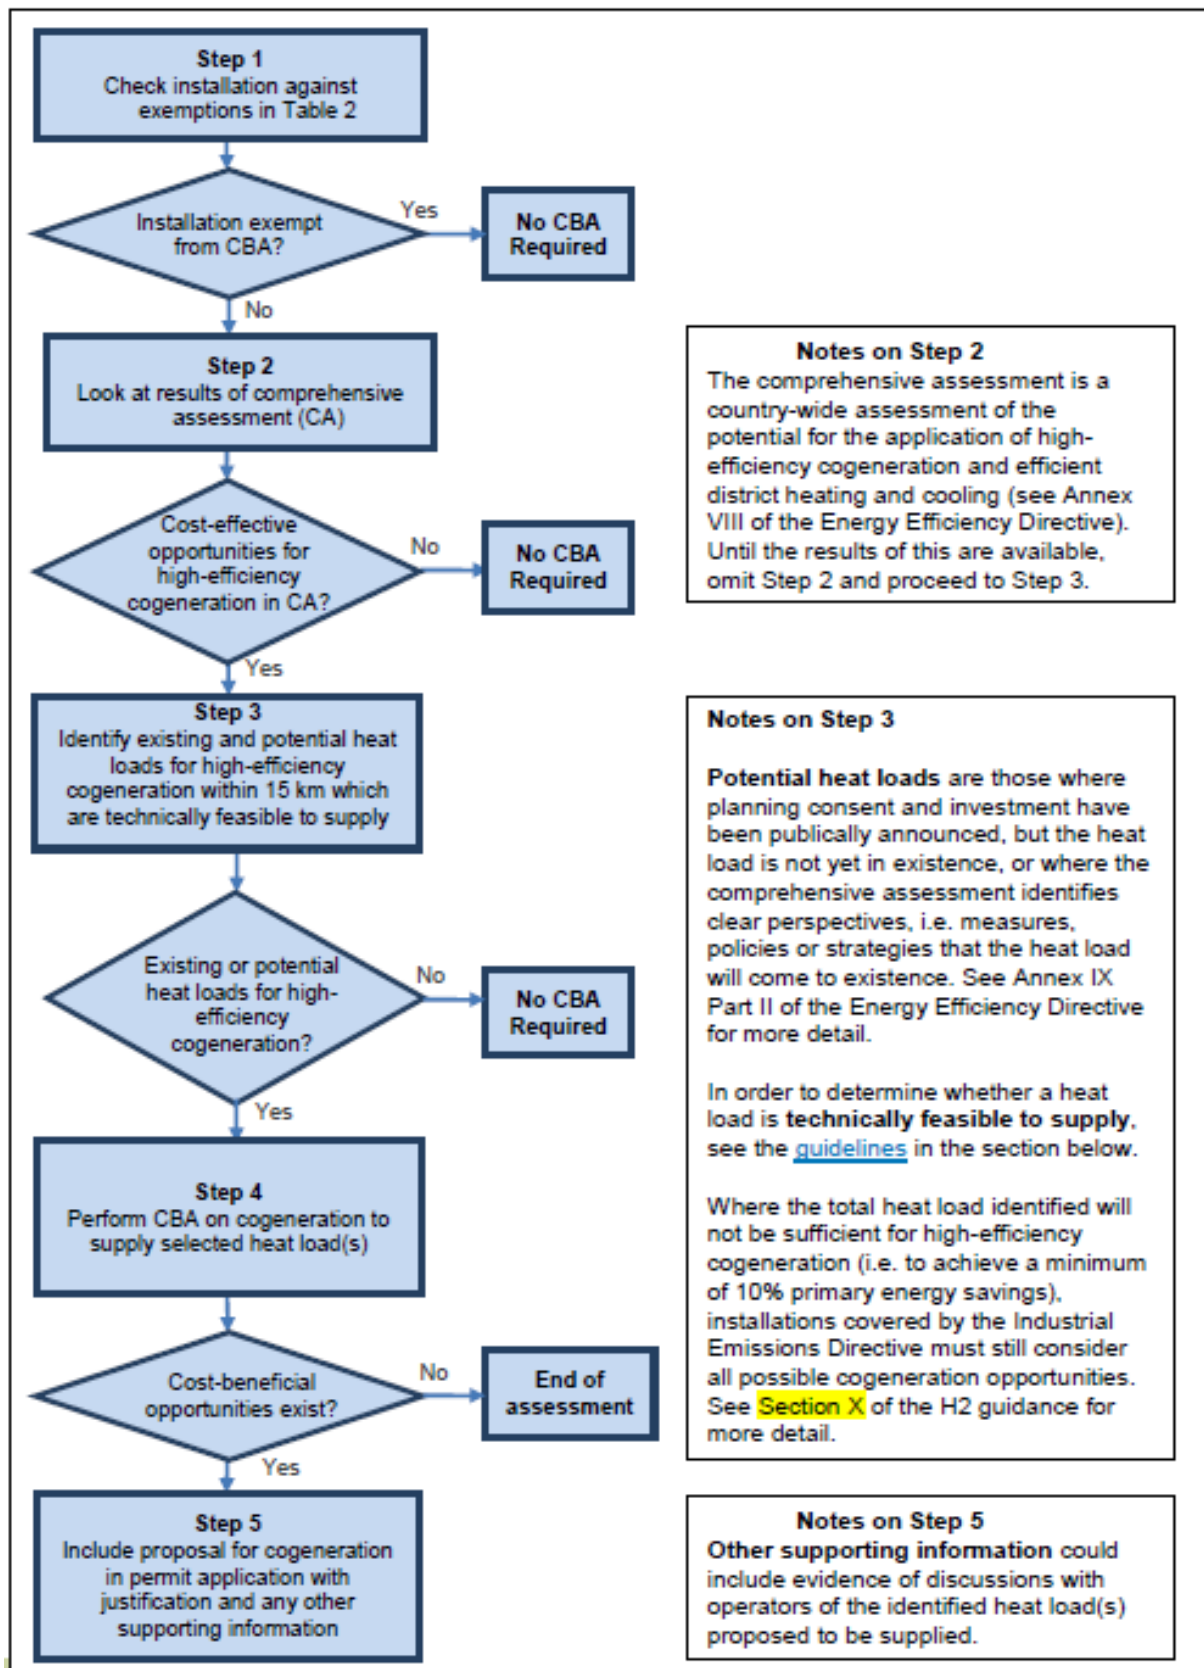 Step 1
Check installation against
exemptions in Table 2
Installation exempt
from CBA?
Yes
No CBA
Required
No
Step 2
Look at results of comprehensive
assessment (CA)
Notes on Step 2
The comprehensive assessment is a
country-wide assessment of the
potential for the application of high-
efficiency cogeneration and efficient
district heating and cooling (see Annex
VIII of the Energy Efficiency Directive).
Until the results of this are available,
omit Step 2 and proceed to Step 3.
Cost-effective
opportunities for
high-efficiency
cogeneration in CA?
No
No CBA
Required
Yes
Step 3
Identify existing and potential heat
loads for high-efficiency
cogeneration within 15 km which
are technically feasible to supply
Notes on Step 3
Potential heat loads are those where
planning consent and investment have
been publically announced, but the heat
load is not yet in existence, or where the
comprehensive assessment identifies
clear perspectives, i.e. measures,
policies or strategies that the heat load
will come to existence. See Annex IX
Part II of the Energy Efficiency Directive
for more detail.
In order to determine whether a heat
load is technically feasible to supply,
see the guidelines in the section below.
Where the total heat load identified will
not be sufficient for high-efficiency
cogeneration (i.e. to achieve a minimum
of 10% primary energy savings),
installations covered by the Industrial
Emissions Directive must still consider
all possible cogeneration opportunities.
See Section X of the H2 guidance for
more detail.
Existing or potential
heat loads for high-
efficiency
cogeneration?
No
No CBA
Required
Yes
Step 4
Perform CBA on cogeneration to
supply selected heat load(s)
Cost-beneficial
opportunities exist?
No
End of
assessment
Yes
Step 5
Include proposal for cogeneration
in permit application with
justification and any other
supporting information
Notes on Step 5
Other supporting information could
include evidence of discussions with
operators of the identified heat load(s)
proposed to be supplied.